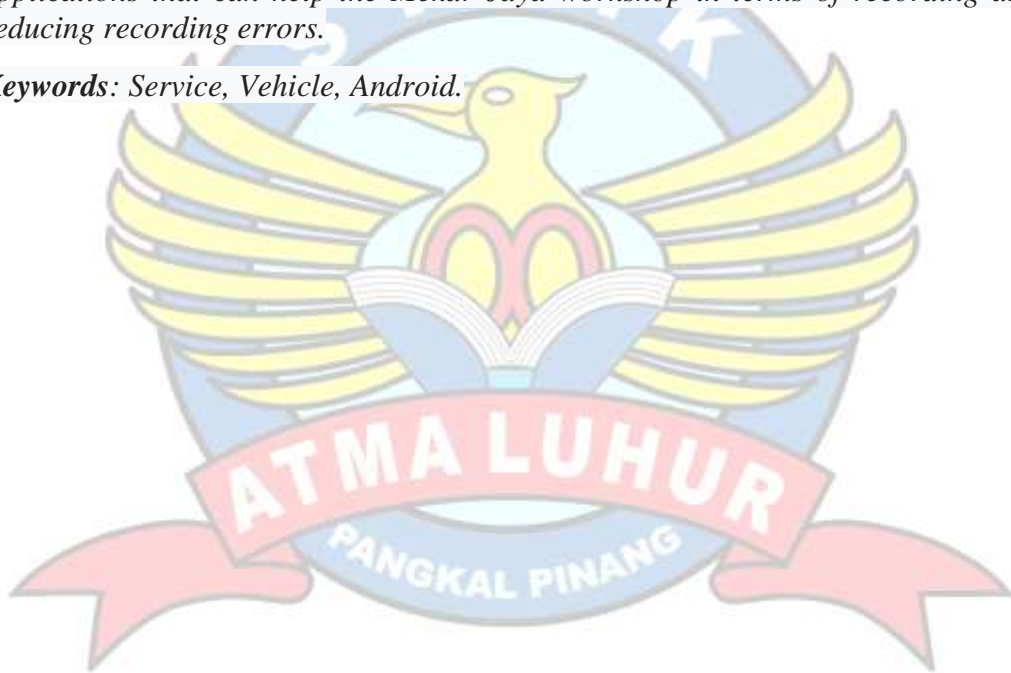 applications that can help the Mekar Jaya workshop in terms of recording
reducing recording errors.
Keywords: Service, Vehicle, Android.
ATMA LUHUR
PANGKAL PINANG